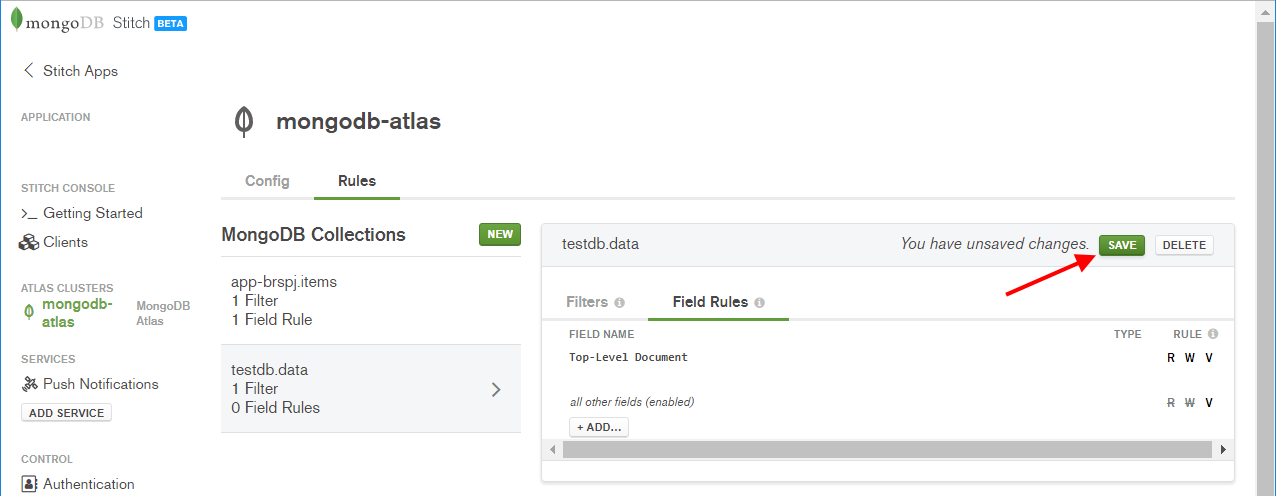 mongoDB Stitch BETA
Stitch Apps
APPLICATION
mongodb-atlas
Config Rules
STITCH CONSOLE
>_ Getting Started
Clients
ATLAS CLUSTERS
mongodb-
atlas
MongoDB
Atlas
SERVICES
Push Notifications
ADD SERVICE
CONTROL
Authentication
MongoDB Collections NEW
app-brspj.items
1 Filter
1 Field Rule
testdb.data
1 Filter
0 Field Rules
testdb.data You have unsaved changes. SAVE DELETE
Filters Field Rules
FIELD NAME TYPE RULE
Top-Level Document R W V
all other fields (enabled) R W V
+ ADD...